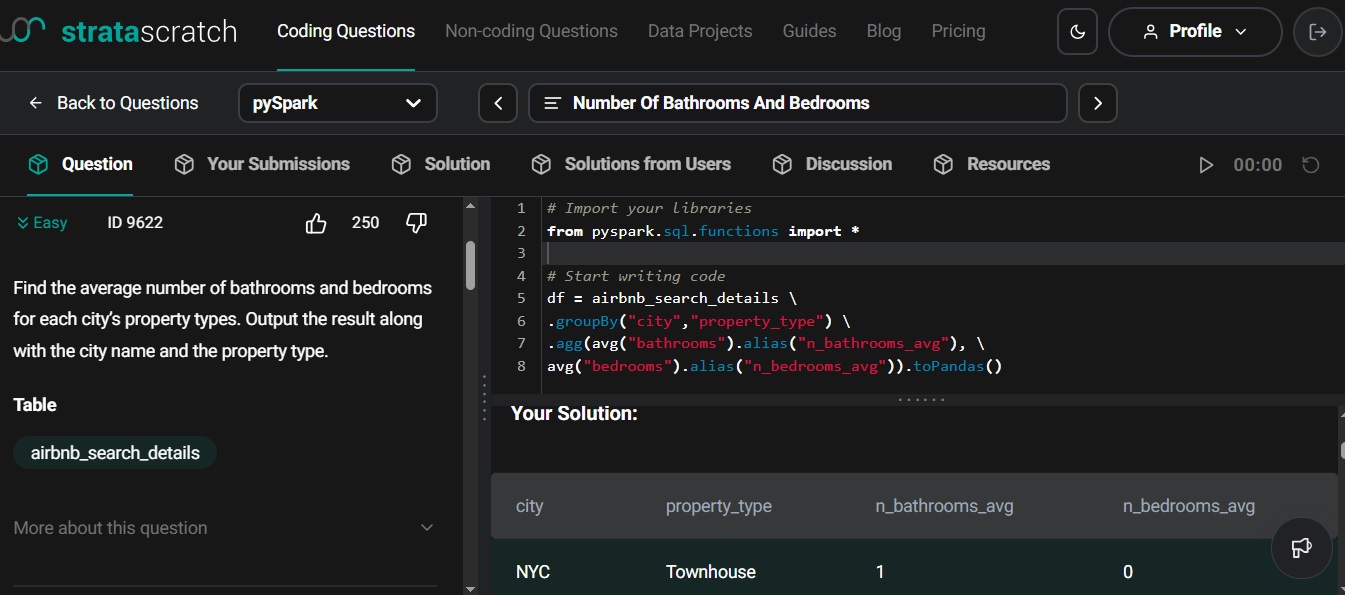 stratascratch
Coding Questions
Non-coding Questions
Data Projects
Guides
Blog
Pricing
Profile
Back to Questions
pySpark
Number Of Bathrooms And Bedrooms
Question
Your Submissions
Solution
Solutions from Users
Discussion
Resources
00:00
Easy
ID 9622
250
Find the average number of bathrooms and bedrooms
for each city’s property types. Output the result along
with the city name and the property type.
Table
airbnb_search_details
More about this question
1 # Import your libraries
2 from pyspark.sql.functions import *
3
4 # Start writing code
5 df = airbnb_search_details \
6 .groupBy("city","property_type") \
7 .agg(avg("bathrooms").alias("n_bathrooms_avg"), \
8 avg("bedrooms").alias("n_bedrooms_avg")).toPandas()
Your Solution:
city property_type n_bathrooms_avg n_bedrooms_avg
NYC Townhouse 1 0